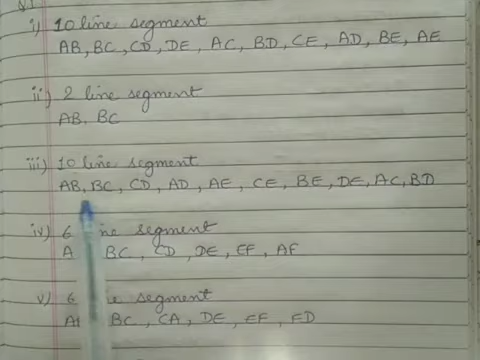 i) 10 line segment
AB, BC, CD, DE, AC, BD, CE, AD, BE, AE
ii) 2 line segment
AB, BC
iii) 10 line segment
AB, BC, CD, AD, AE, CE, BE, DE, AC, BD
iv) 6 line segment
A BC, CD, DE, EF, AF
v) 6 line segment
BC, CA, DE, EF, FD